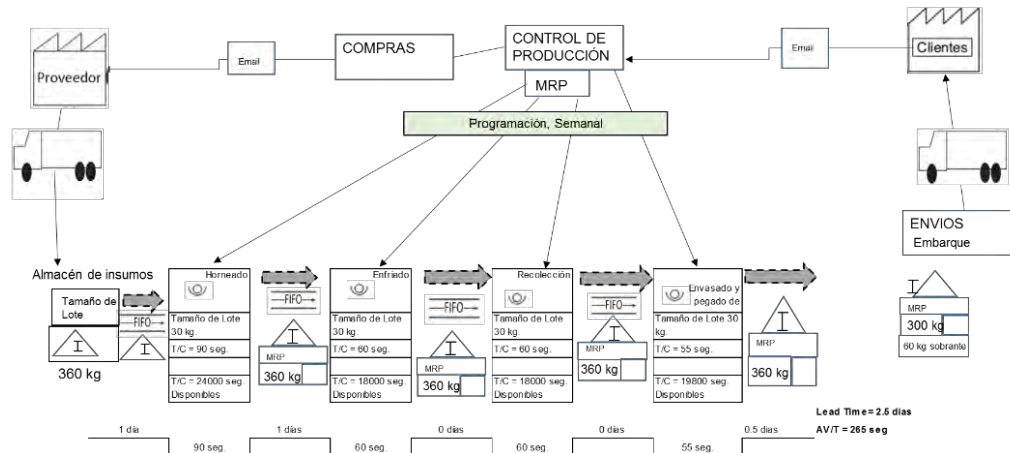 Proveedor
Email
COMPRAS
CONTROL DE
PRODUCCIÓN
MRP
Email
Clientes
Programación, Semanal
ENVIOS
Embarque
Almacén de insumos
Tamaño de
Lote
I
360 kg
FIFO
I
Horneado
Tamaño de Lote
30 kg.
T/C = 90 seg.
T/C = 24000 seg.
Disponibles
FIFO
I
MRP
360 kg
Enfriado
Tamaño de Lote
30 kg.
T/C = 60 seg.
T/C = 18000 seg.
Disponibles
FIFO
I
MRP
360 kg
Recolección
Tamaño de Lote
30 kg.
T/C = 60 seg.
T/C = 18000 seg.
Disponibles
FIFO
I
MRP
360 kg
Envasado y
pegado de
Tamaño de Lote 30
kg.
T/C = 55 seg.
T/C = 19800 seg.
Disponibles
I
MRP
360 kg
I
MRP
300 kg
60 kg sobrante
Lead Time= 2.5 días
AV/T = 265 seg
1 día
90 seg.
1 días
60 seg.
0 días
60 seg.
0 días
55 seg.
0.5 días